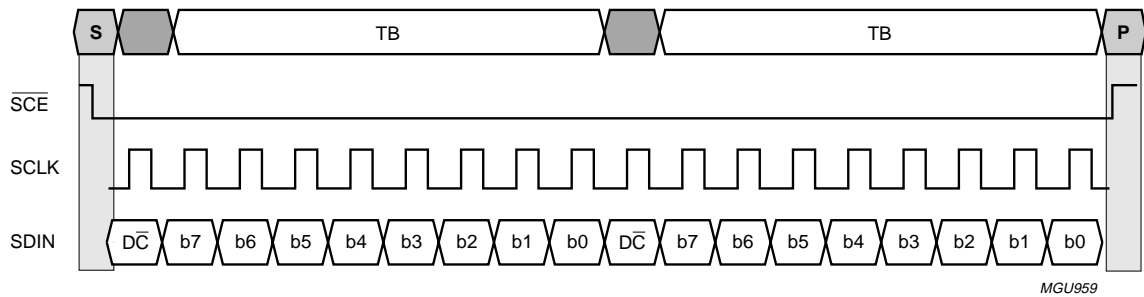 S TB TB P
S̅C̅E̅
SCLK
SDIN DC̅ b7 b6 b5 b4 b3 b2 b1 b0 DC̅ b7 b6 b5 b4 b3 b2 b1 b0
MGU959